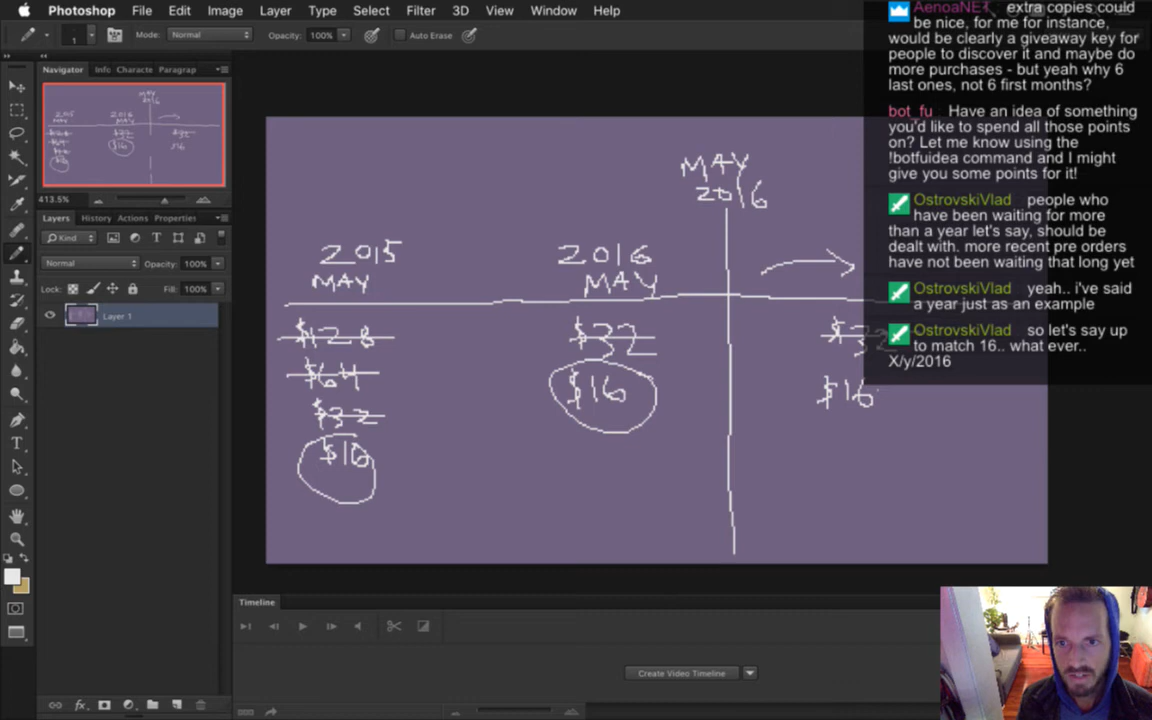 Photoshop File Edit Image Layer Type Select Filter 3D View Window Help
1 Mode: Normal Opacity: 100% Auto Erase
Navigator Info Characte Paragrap
413.5%
Layers History Actions Properties
Kind
Normal Opacity: 100%
Lock: Fill: 100%
Layer 1
MAY
2016
2015
MAY
2016
MAY
$128
$64
$32
$16
$32
$16
$32
$16
AenoaNET extra copies could
be nice, for me for instance,
would be clearly a giveaway key for
people to discover it and maybe do
more purchases - but yeah why 6
last ones, not 6 first months?
bot_fu Have an idea of something
you'd like to spend all those points
on? Let me know using the
!botfuidea command and I might
give you some points for it!
OstrovskiVlad people who
have been waiting for more
than a year let's say, should be
dealt with. more recent pre orders
have not been waiting that long yet
OstrovskiVlad yeah.. i've said
a year just as an example
OstrovskiVlad so let's say up
to match 16.. what ever..
X/y/2016
Timeline
Create Video Timeline